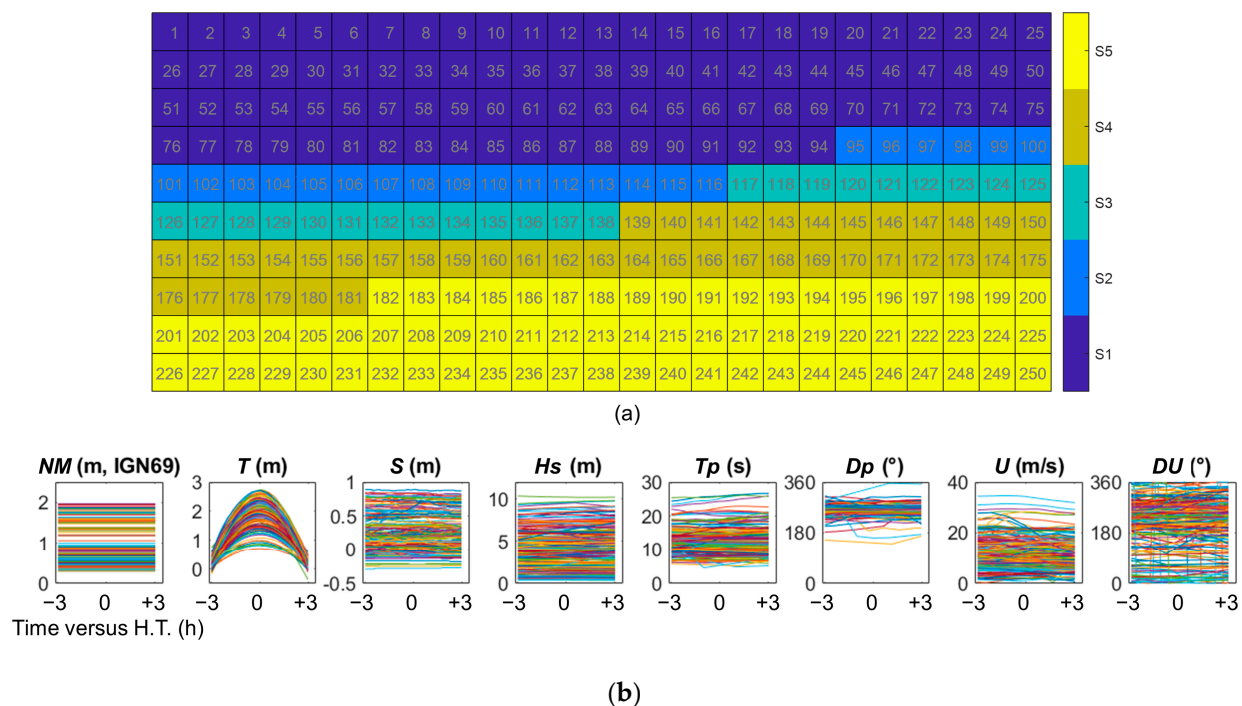 1 2 3 4 5 6 7 8 9 10 11 12 13 14 15 16 17 18 19 20 21 22 23 24 25
26 27 28 29 30 31 32 33 34 35 36 37 38 39 40 41 42 43 44 45 46 47 48 49 50
51 52 53 54 55 56 57 58 59 60 61 62 63 64 65 66 67 68 69 70 71 72 73 74 75
76 77 78 79 80 81 82 83 84 85 86 87 88 89 90 91 92 93 94 95 96 97 98 99 100
101 102 103 104 105 106 107 108 109 110 111 112 113 114 115 116 117 118 119 120 121 122 123 124 125
126 127 128 129 130 131 132 133 134 135 136 137 138 139 140 141 142 143 144 145 146 147 148 149 150
151 152 153 154 155 156 157 158 159 160 161 162 163 164 165 166 167 168 169 170 171 172 173 174 175
176 177 178 179 180 181 182 183 184 185 186 187 188 189 190 191 192 193 194 195 196 197 198 199 200
201 202 203 204 205 206 207 208 209 210 211 212 213 214 215 216 217 218 219 220 221 222 223 224 225
226 227 228 229 230 231 232 233 234 235 236 237 238 239 240 241 242 243 244 245 246 247 248 249 250
S5
S4
S3
S2
S1
(a)
NM (m, IGN69) T (m) S (m) Hs (m) Tp (s) Dp (°) U (m/s) DU (°)
2 3 1 10 30 360 40 360
2 0.5 20
1 1 5 180 20 180
0 10
0 0 -0.5 0 0 0 0 0
−3 0 +3 −3 0 +3 −3 0 +3 −3 0 +3 −3 0 +3 −3 0 +3 −3 0 +3 −3 0 +3
Time versus H.T. (h)
(b)